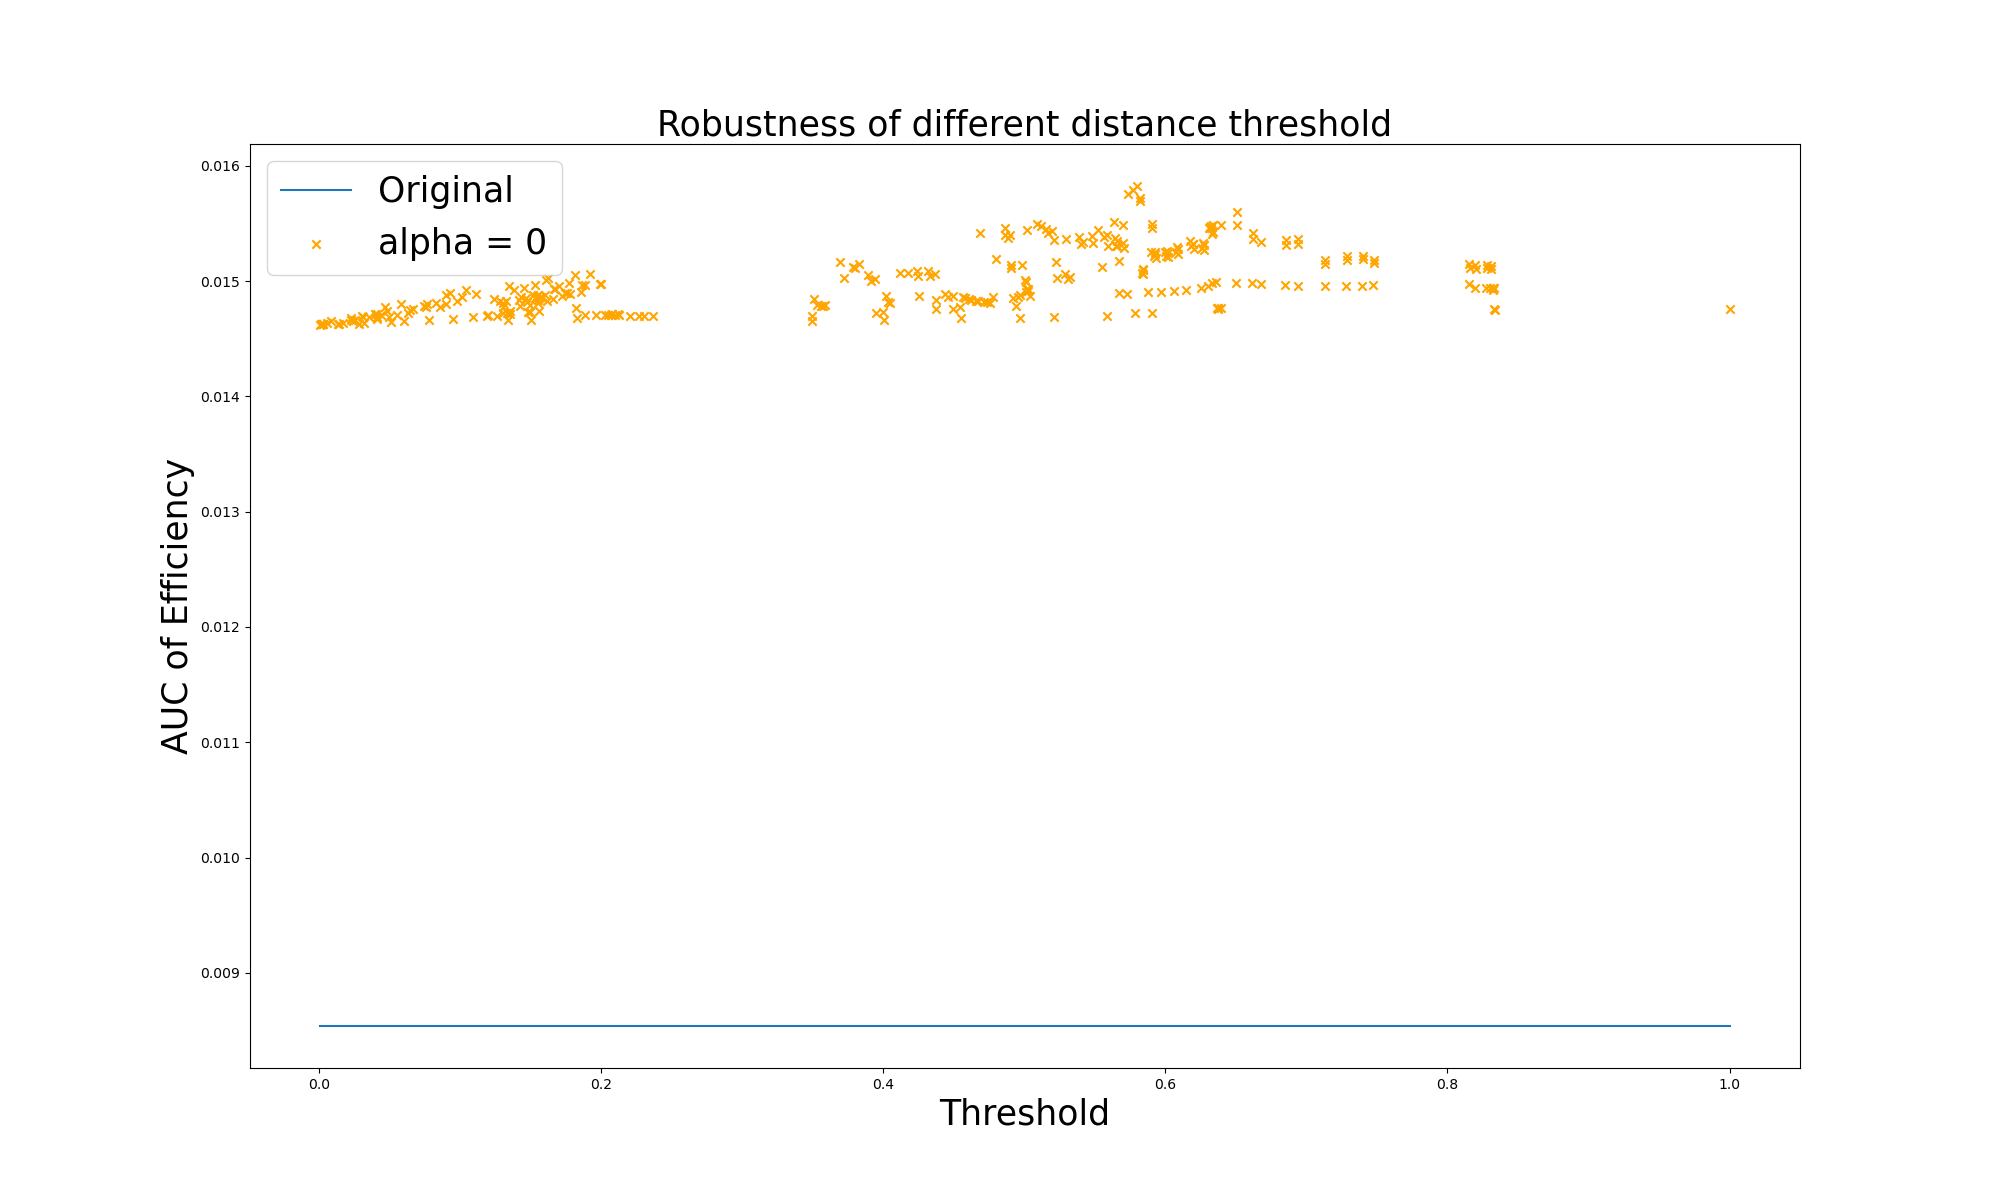 Robustness of different distance threshold
Original
alpha = 0
0.016
0.015
0.014
0.013
0.012
0.011
0.010
0.009
AUC of Efficiency
0.0 0.2 0.4 0.6 0.8 1.0
Threshold